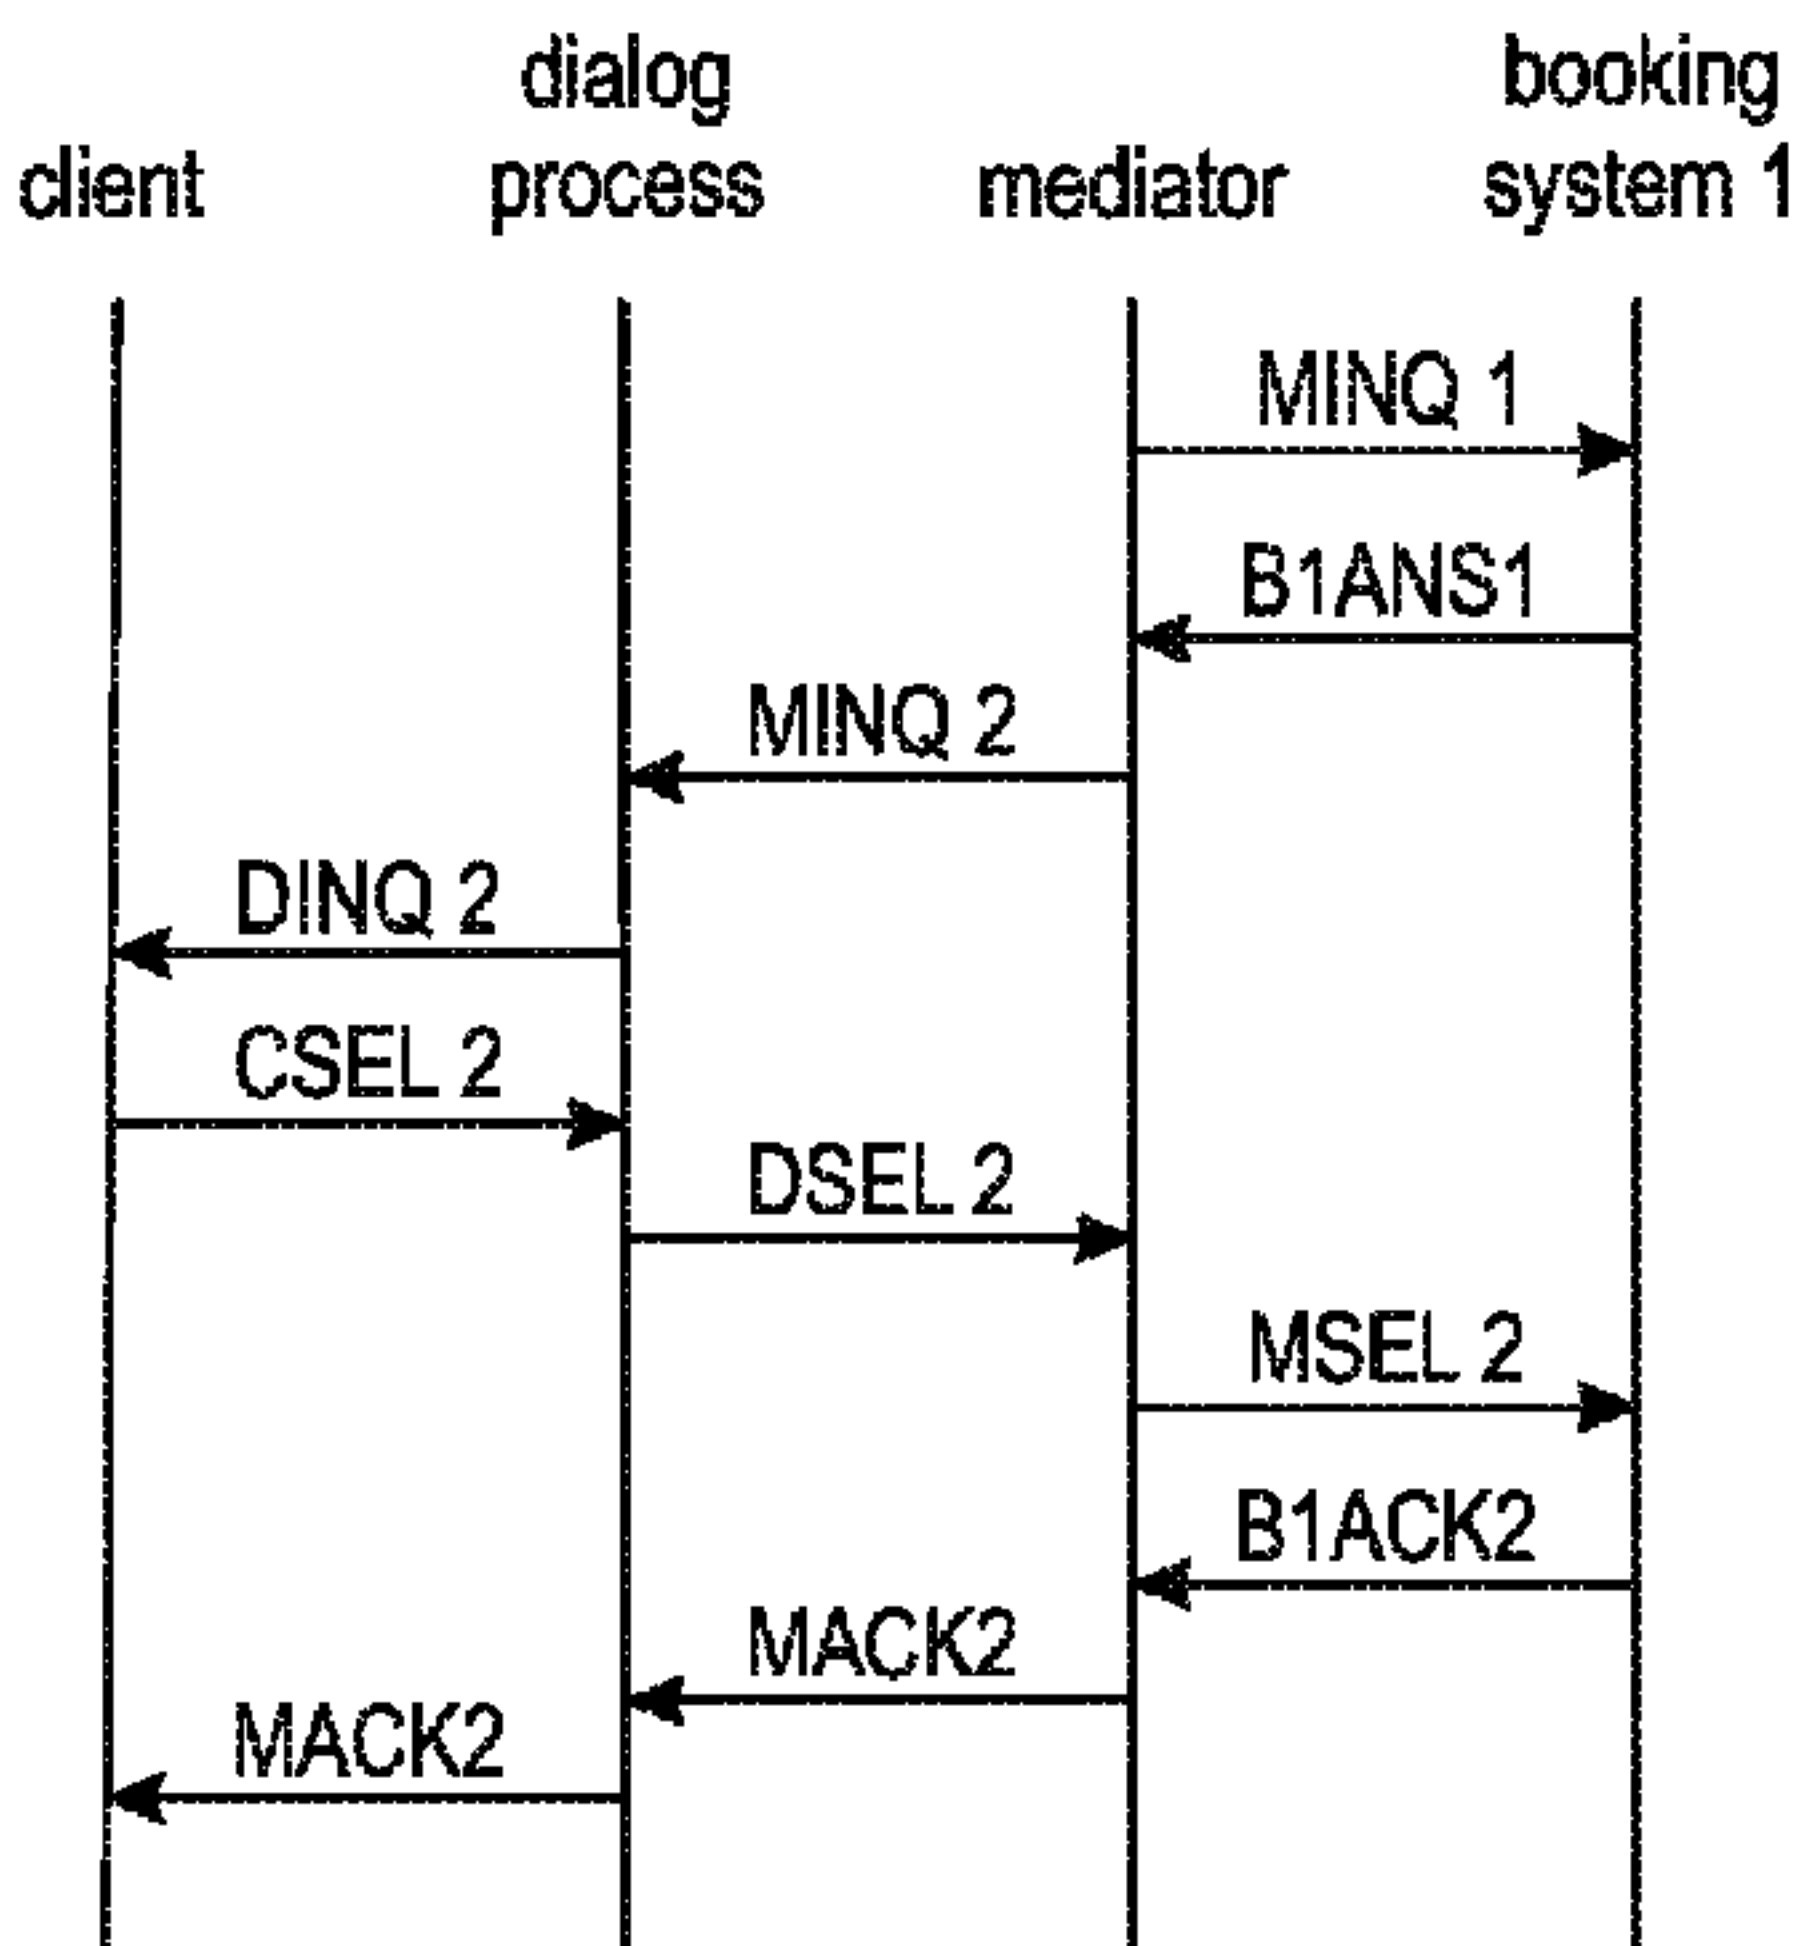 dialog
process
client
mediator
booking
system 1
MINQ 1
B1ANS1
MINQ 2
DINQ 2
CSEL 2
DSEL 2
MSEL 2
B1ACK2
MACK2
MACK2